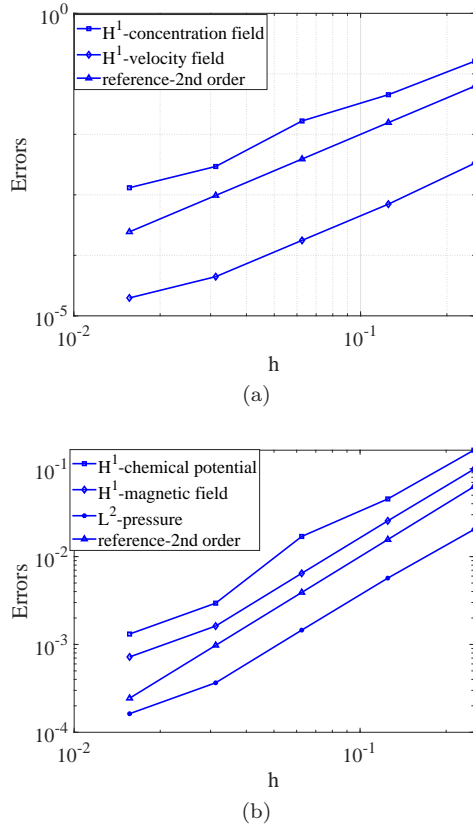 10^0
H^1-concentration field
H^1-velocity field
reference-2nd order
Errors
10^-5
10^-2
10^-1
h
(a)
10^-1
H^1-chemical potential
H^1-magnetic field
L^2-pressure
reference-2nd order
10^-2
Errors
10^-3
10^-4
10^-2
10^-1
h
(b)